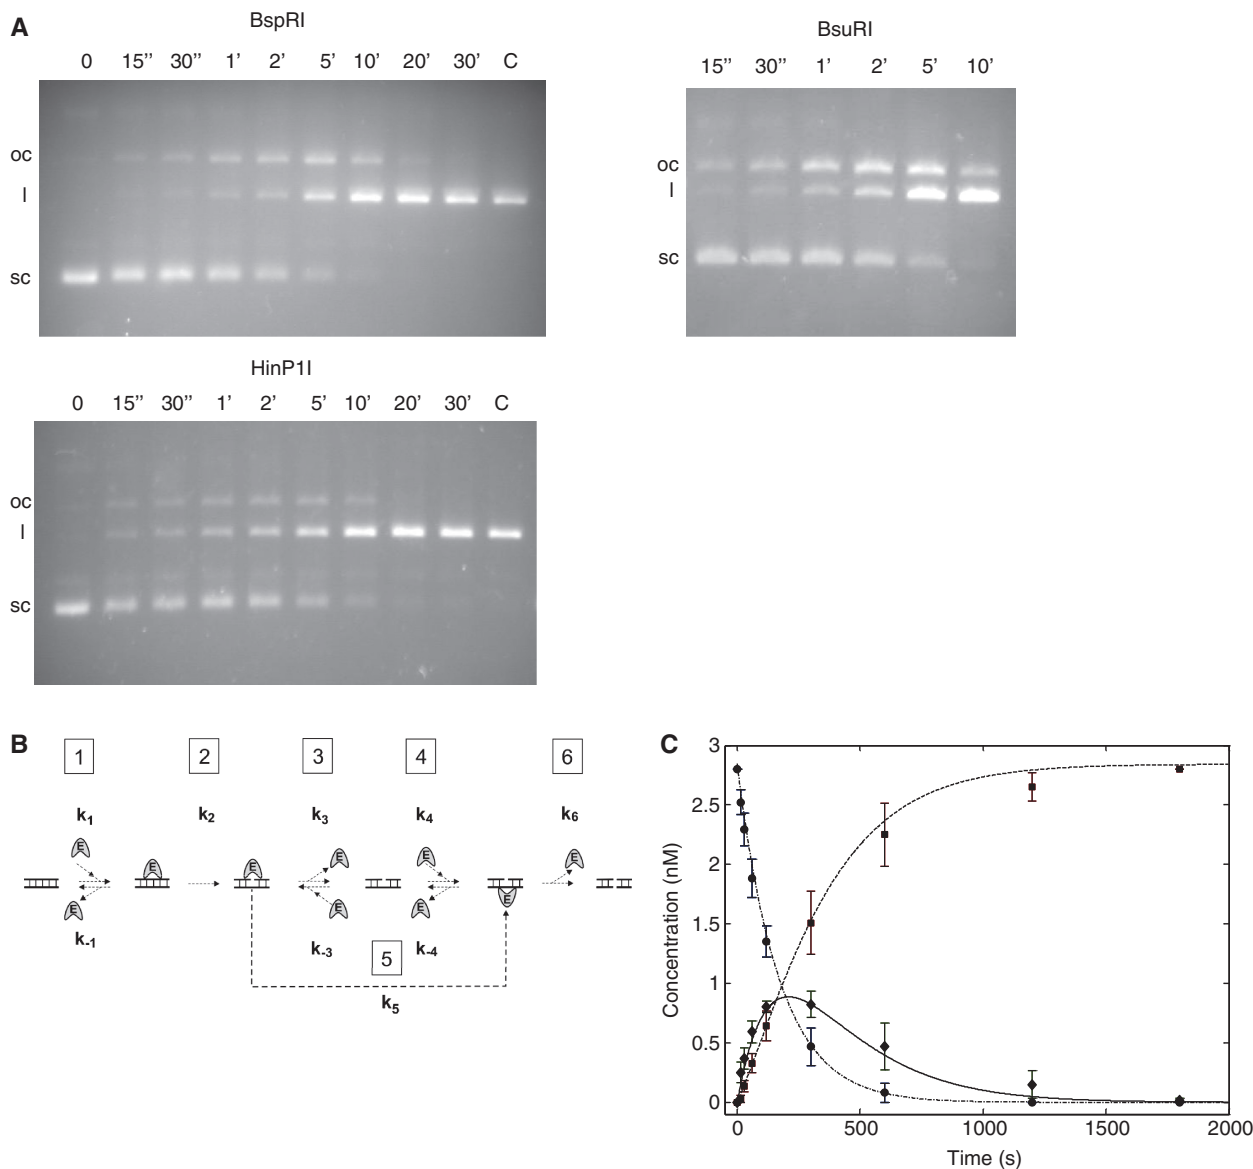 A
BspRI
0 15’’ 30’’ 1’ 2’ 5’ 10’ 20’ 30’ C
oc
l
sc
BsuRI
15’’ 30’’ 1’ 2’ 5’ 10’
oc
l
sc
HinP1I
0 15’’ 30’’ 1’ 2’ 5’ 10’ 20’ 30’ C
oc
l
sc
B
1 2 3 4 6
k1 k2 k3 k4 k6
E E E E E E
E E E E
k-1 k-3 k-4
5
k5
C
3
2.5
2
1.5
1
0.5
0
Concentration (nM)
0 500 1000 1500 2000
Time (s)